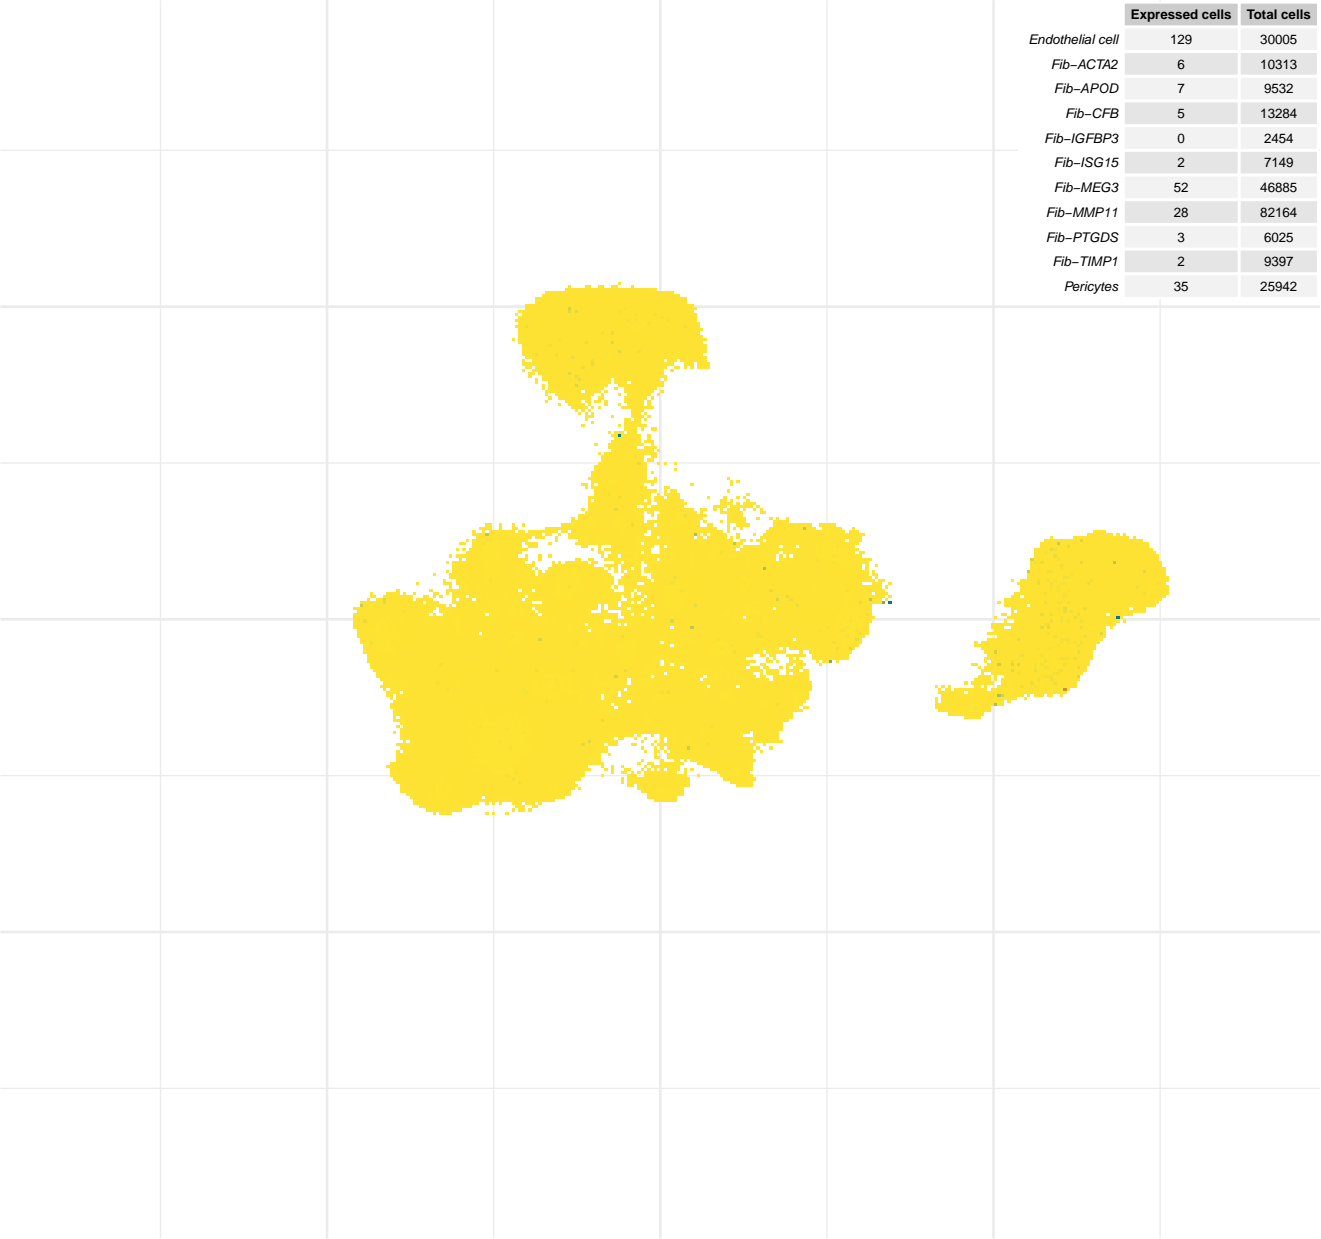 Expressed cells Total cells
Endothelial cell 129 30005
Fib−ACTA2 6 10313
Fib−APOD 7 9532
Fib−CFB 5 13284
Fib−IGFBP3 0 2454
Fib−ISG15 2 7149
Fib−MEG3 52 46885
Fib−MMP11 28 82164
Fib−PTGDS 3 6025
Fib−TIMP1 2 9397
Pericytes 35 25942